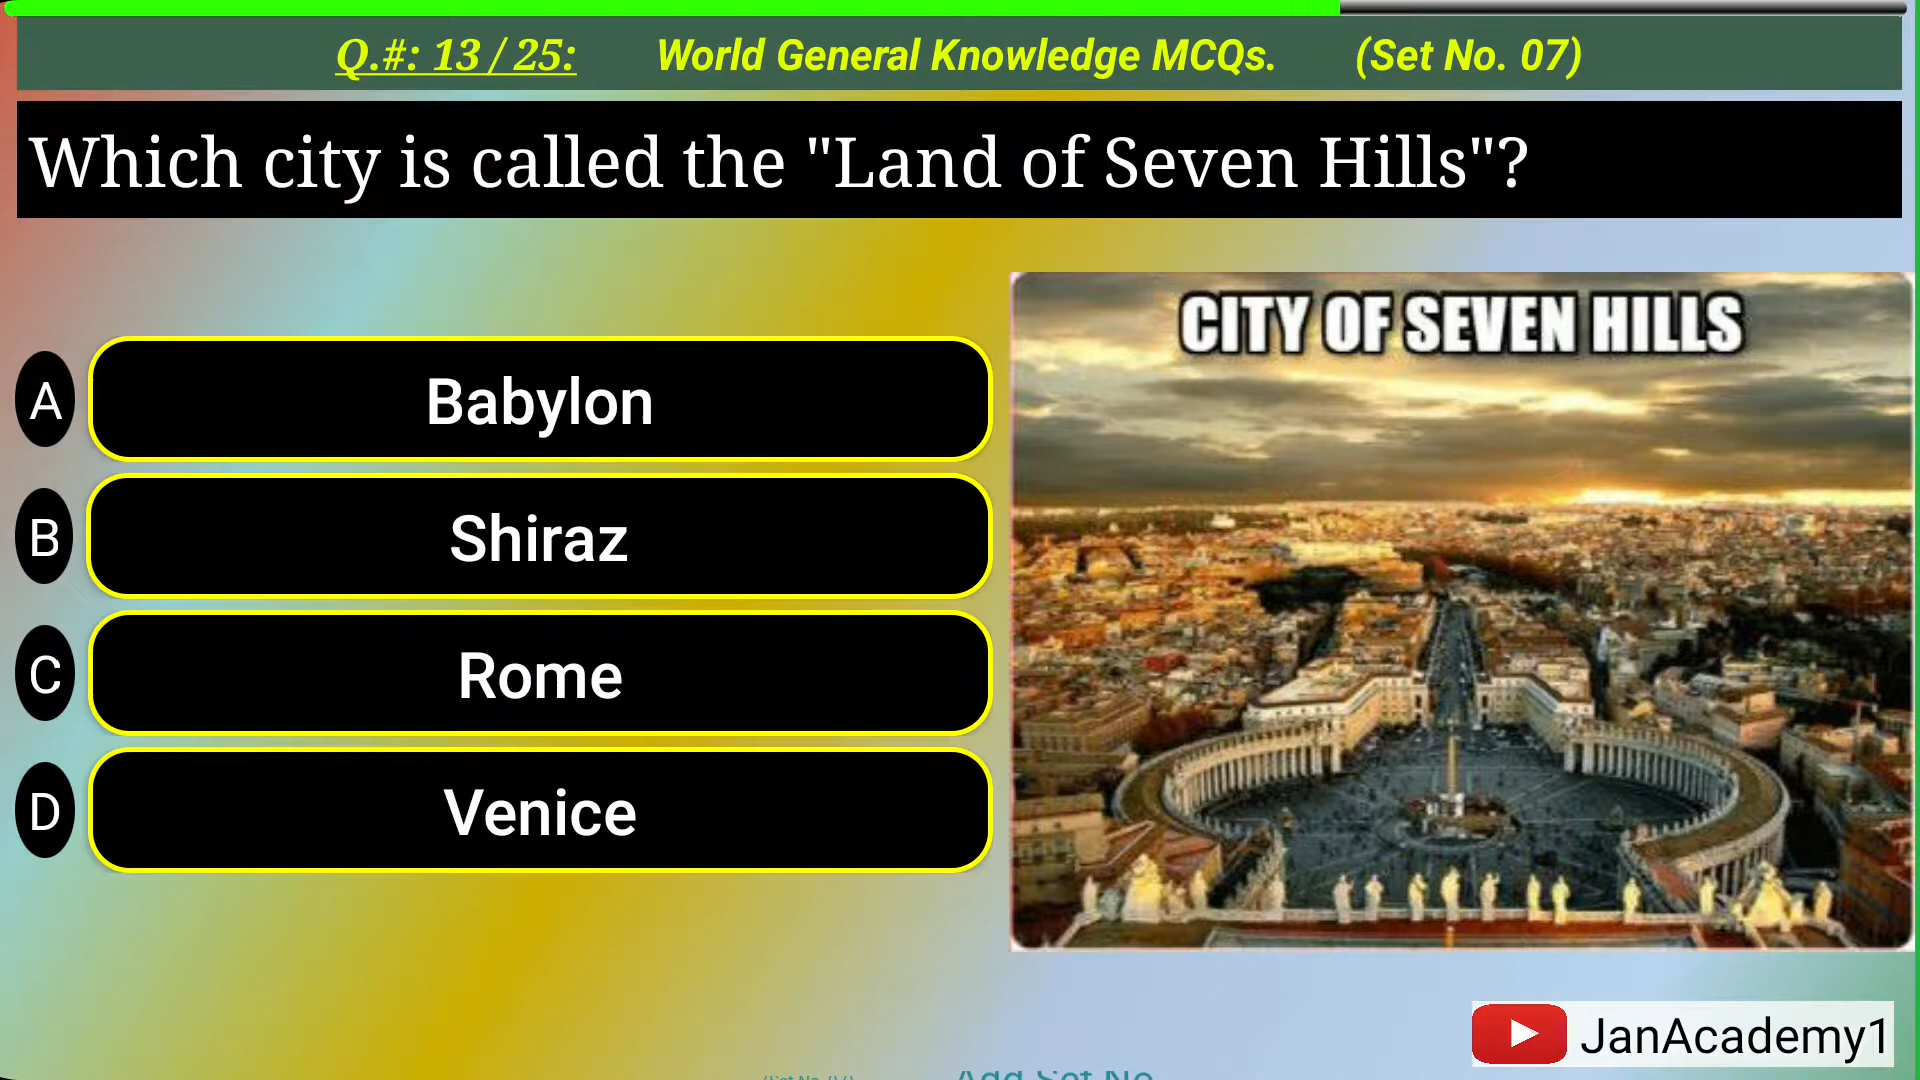 Q.#: 13 / 25: World General Knowledge MCQs. (Set No. 07)
Which city is called the "Land of Seven Hills"?
CITY OF SEVEN HILLS
A Babylon
B Shiraz
C Rome
D Venice
JanAcademy1
Add Set No